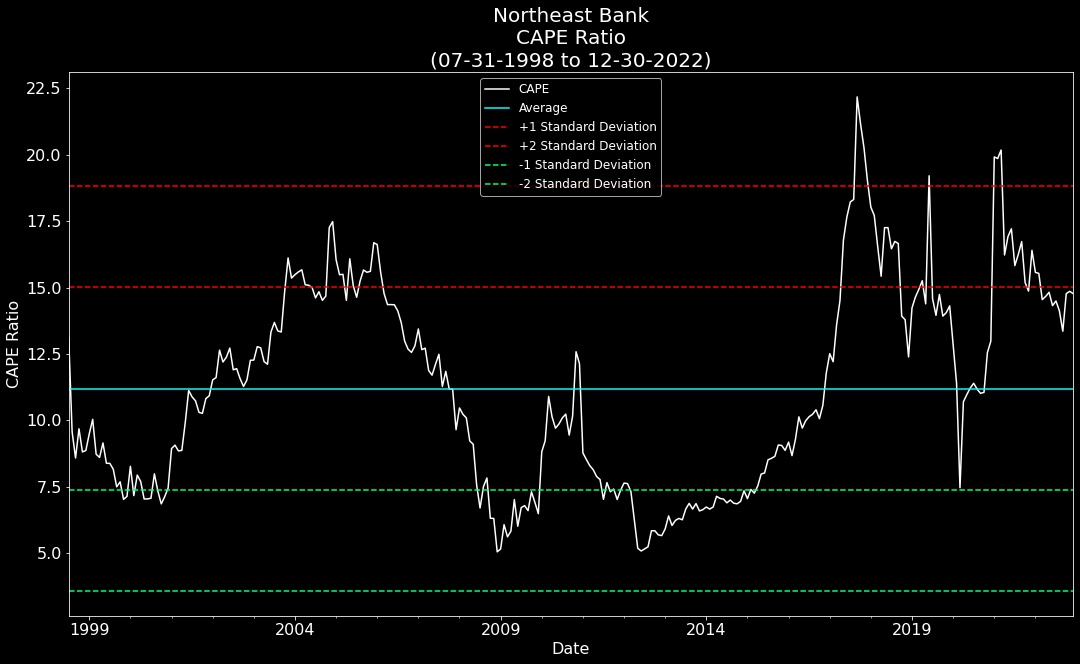 Northeast Bank
CAPE Ratio
(07-31-1998 to 12-30-2022)
CAPE
Average
+1 Standard Deviation
+2 Standard Deviation
-1 Standard Deviation
-2 Standard Deviation
CAPE Ratio
22.5
20.0
17.5
15.0
12.5
10.0
7.5
5.0
1999 2004 2009 2014 2019
Date